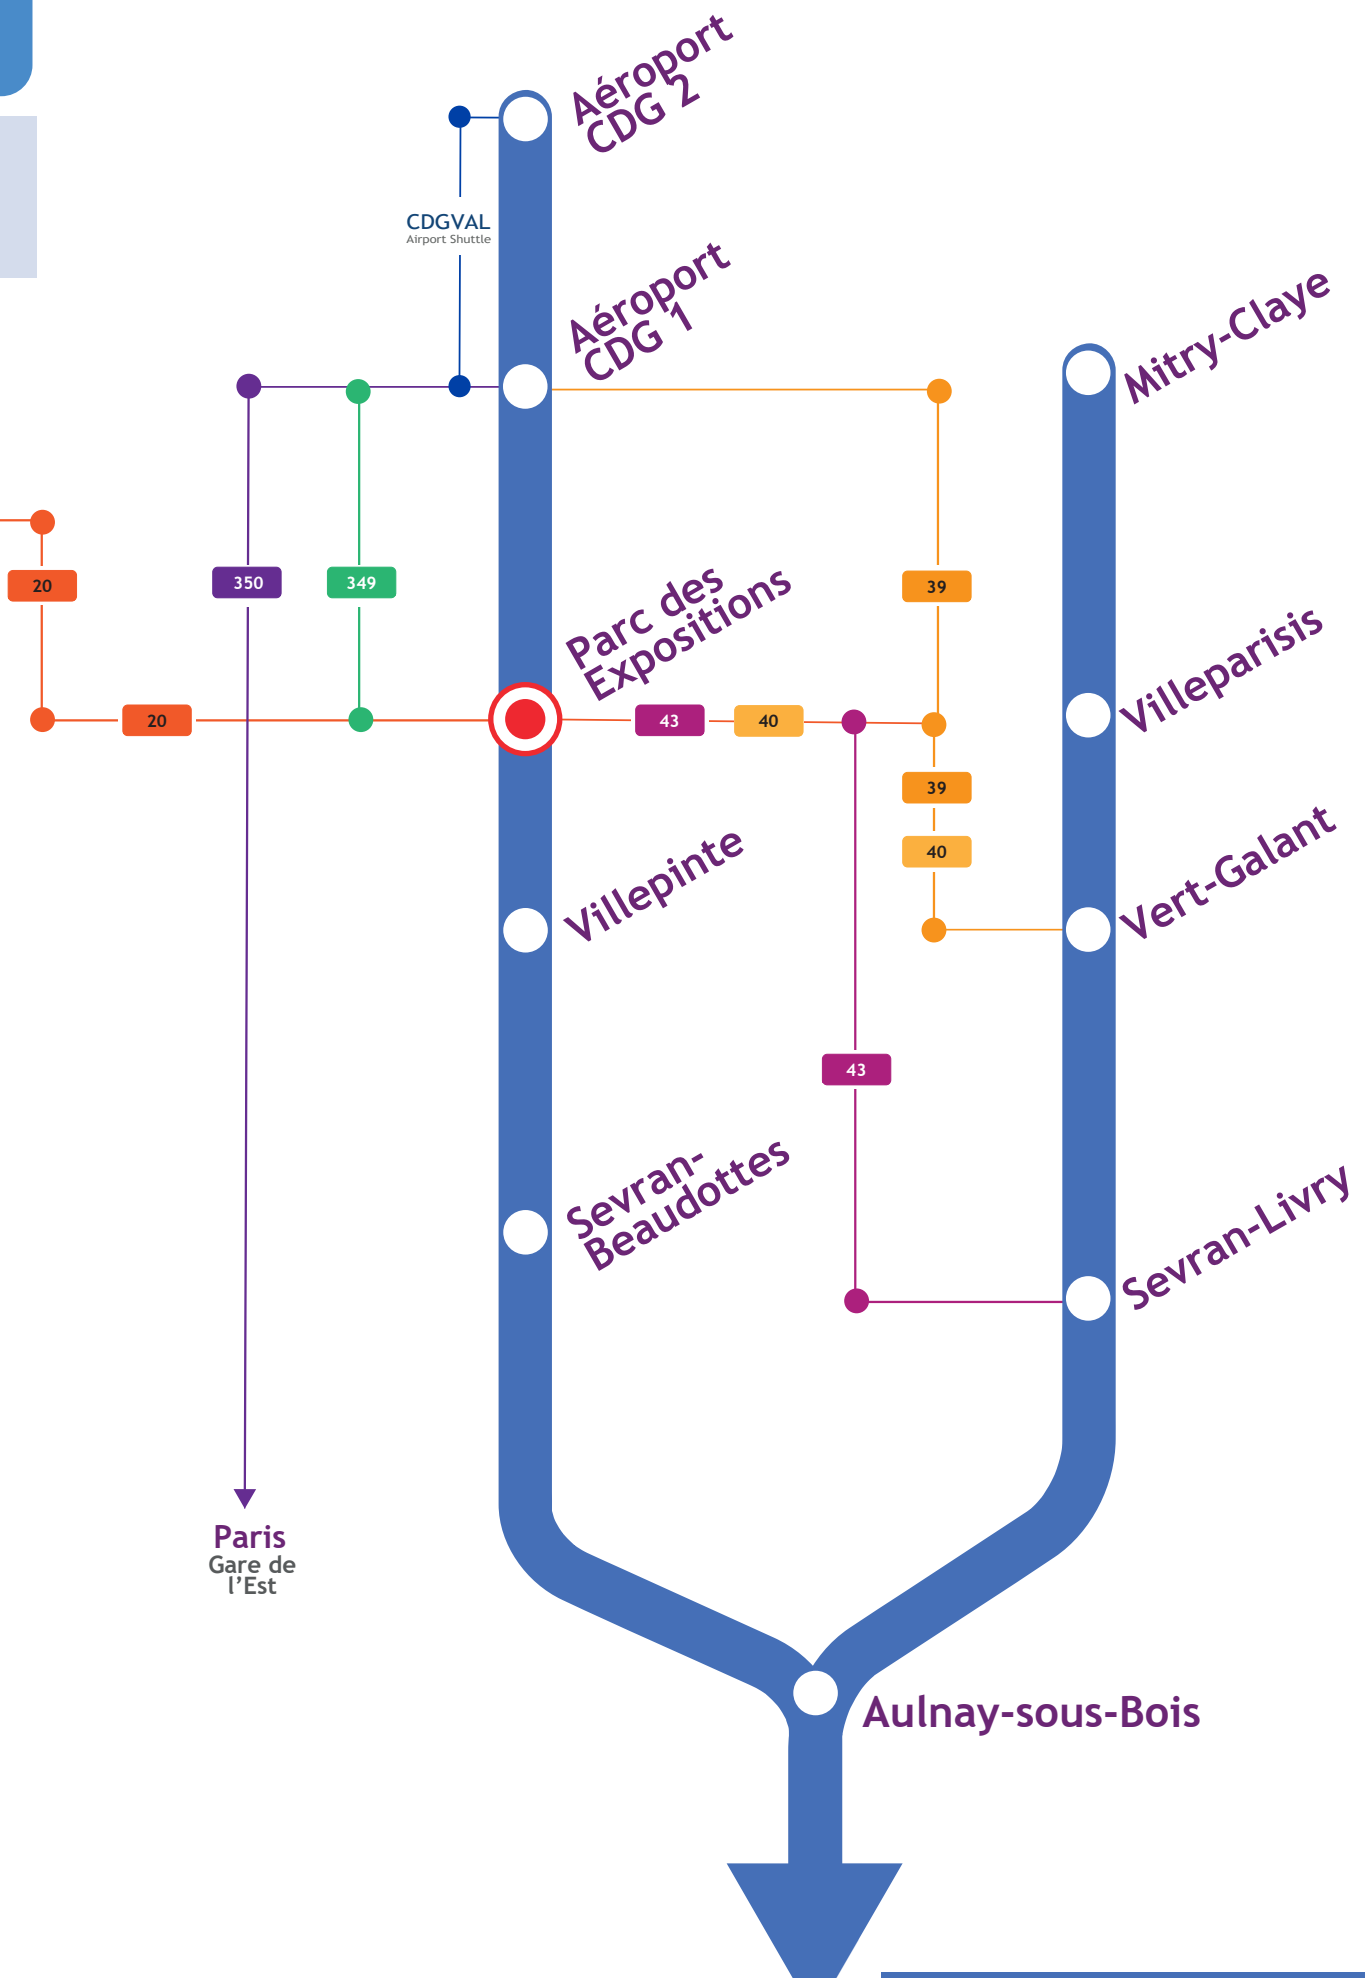 Aéroport
CDG 2
CDGVAL
Airport Shuttle
Aéroport
CDG 1
Mitry-Claye
20
350
349
39
Parc des
Expositions
Villeparisis
20
43
40
39
40
Villepinte
Vert-Galant
43
Sevran-
Beaudottes
Sevran-Livry
Paris
Gare de
l’Est
Aulnay-sous-Bois